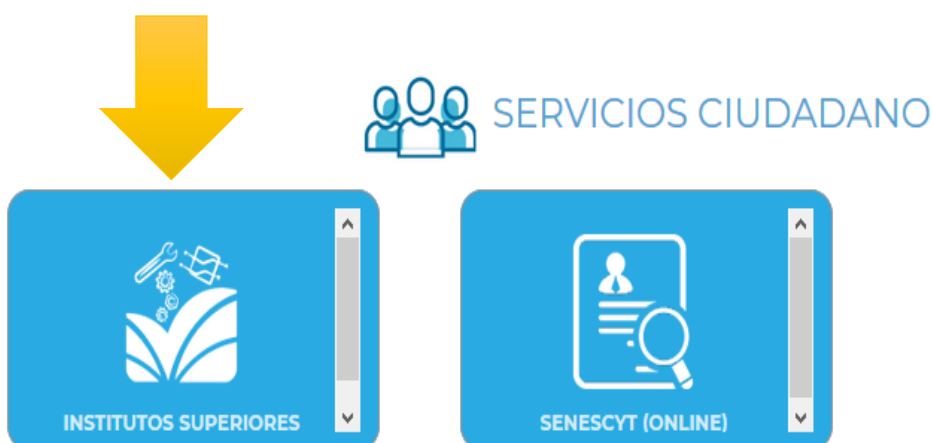 SERVICIOS CIUDADANO
INSTITUTOS SUPERIORES
SENESCYT (ONLINE)